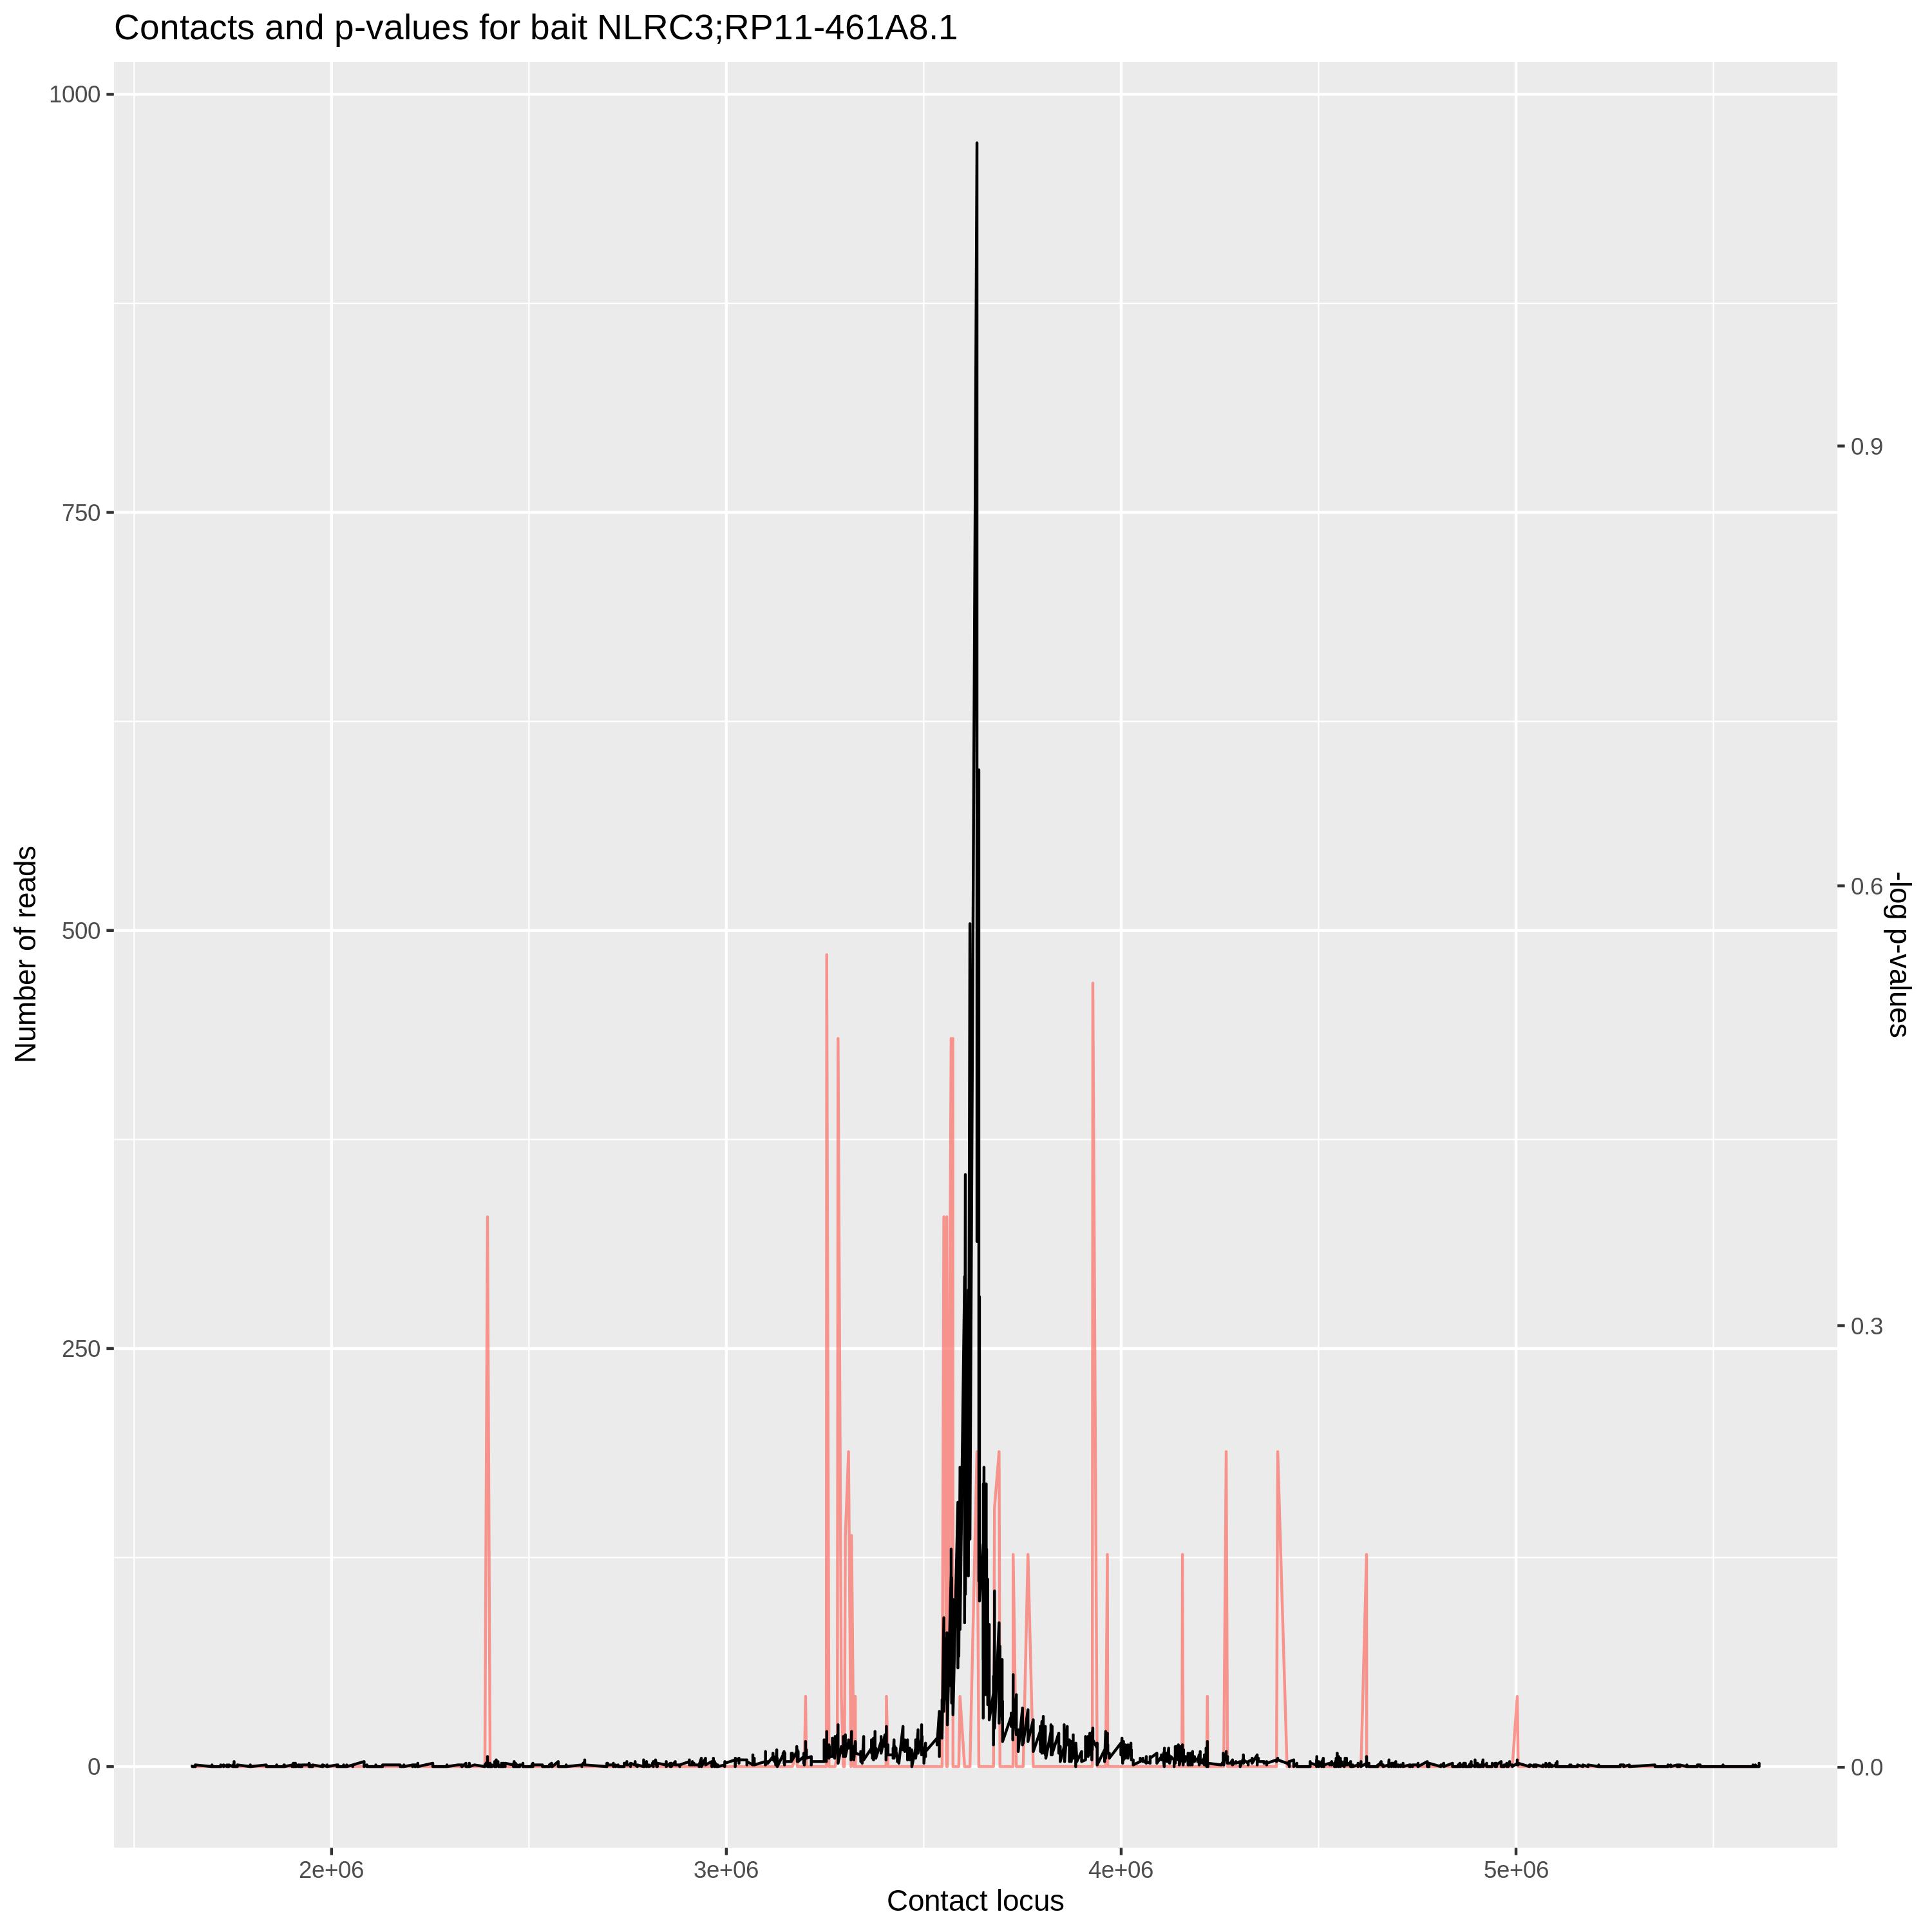 Contacts and p-values for bait NLRC3;RP11-461A8.1
1000
750
500
250
0
Number of reads
0.9
0.6
0.3
0.0
-log p-values
2e+06 3e+06 4e+06 5e+06
Contact locus